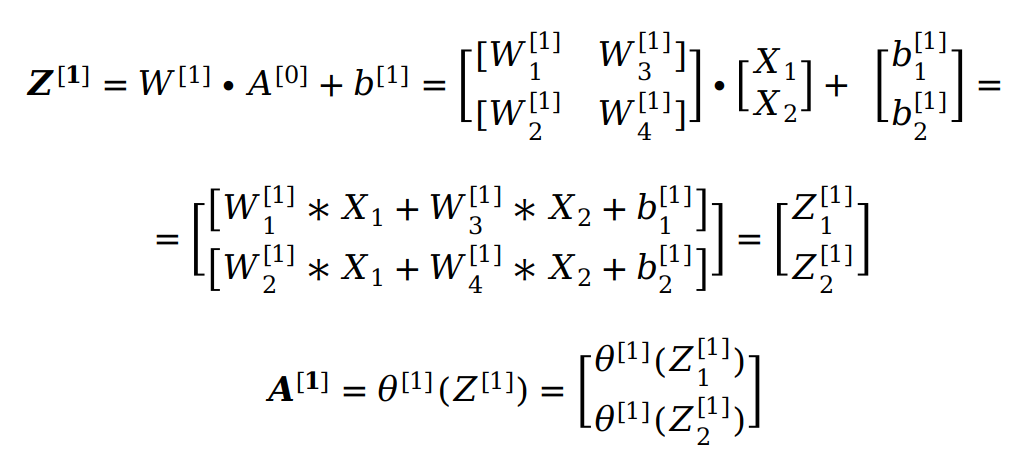 Z^[1] = W^[1] • A^[0] + b^[1] = [[W_1^[1] W_3^[1]] [W_2^[1] W_4^[1]]] • [X_1 X_2] + [b_1^[1] b_2^[1]] =
= [[W_1^[1] * X_1 + W_3^[1] * X_2 + b_1^[1]] [W_2^[1] * X_1 + W_4^[1] * X_2 + b_2^[1]]] = [Z_1^[1] Z_2^[1]]
A^[1] = θ^[1](Z^[1]) = [θ^[1](Z_1^[1]) θ^[1](Z_2^[1])]